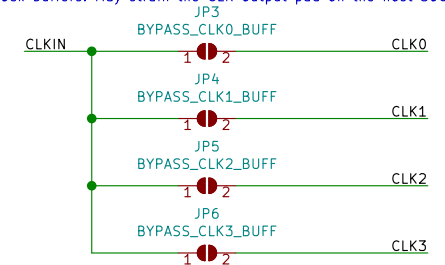 JP3
BYPASS_CLK0_BUFF
CLKIN 1 2 CLK0
JP4
BYPASS_CLK1_BUFF
1 2 CLK1
JP5
BYPASS_CLK2_BUFF
1 2 CLK2
JP6
BYPASS_CLK3_BUFF
1 2 CLK3